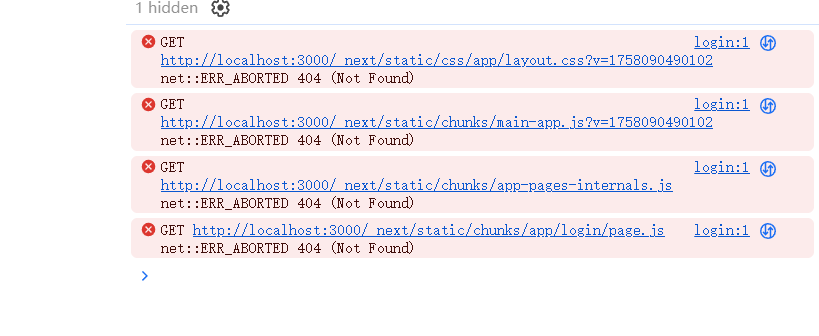 1 hidden
GET login:1
http://localhost:3000/_next/static/css/app/layout.css?v=1758090490102
net::ERR_ABORTED 404 (Not Found)
GET login:1
http://localhost:3000/_next/static/chunks/main-app.js?v=1758090490102
net::ERR_ABORTED 404 (Not Found)
GET login:1
http://localhost:3000/_next/static/chunks/app-pages-internals.js
net::ERR_ABORTED 404 (Not Found)
GET http://localhost:3000/_next/static/chunks/app/login/page.js login:1
net::ERR_ABORTED 404 (Not Found)